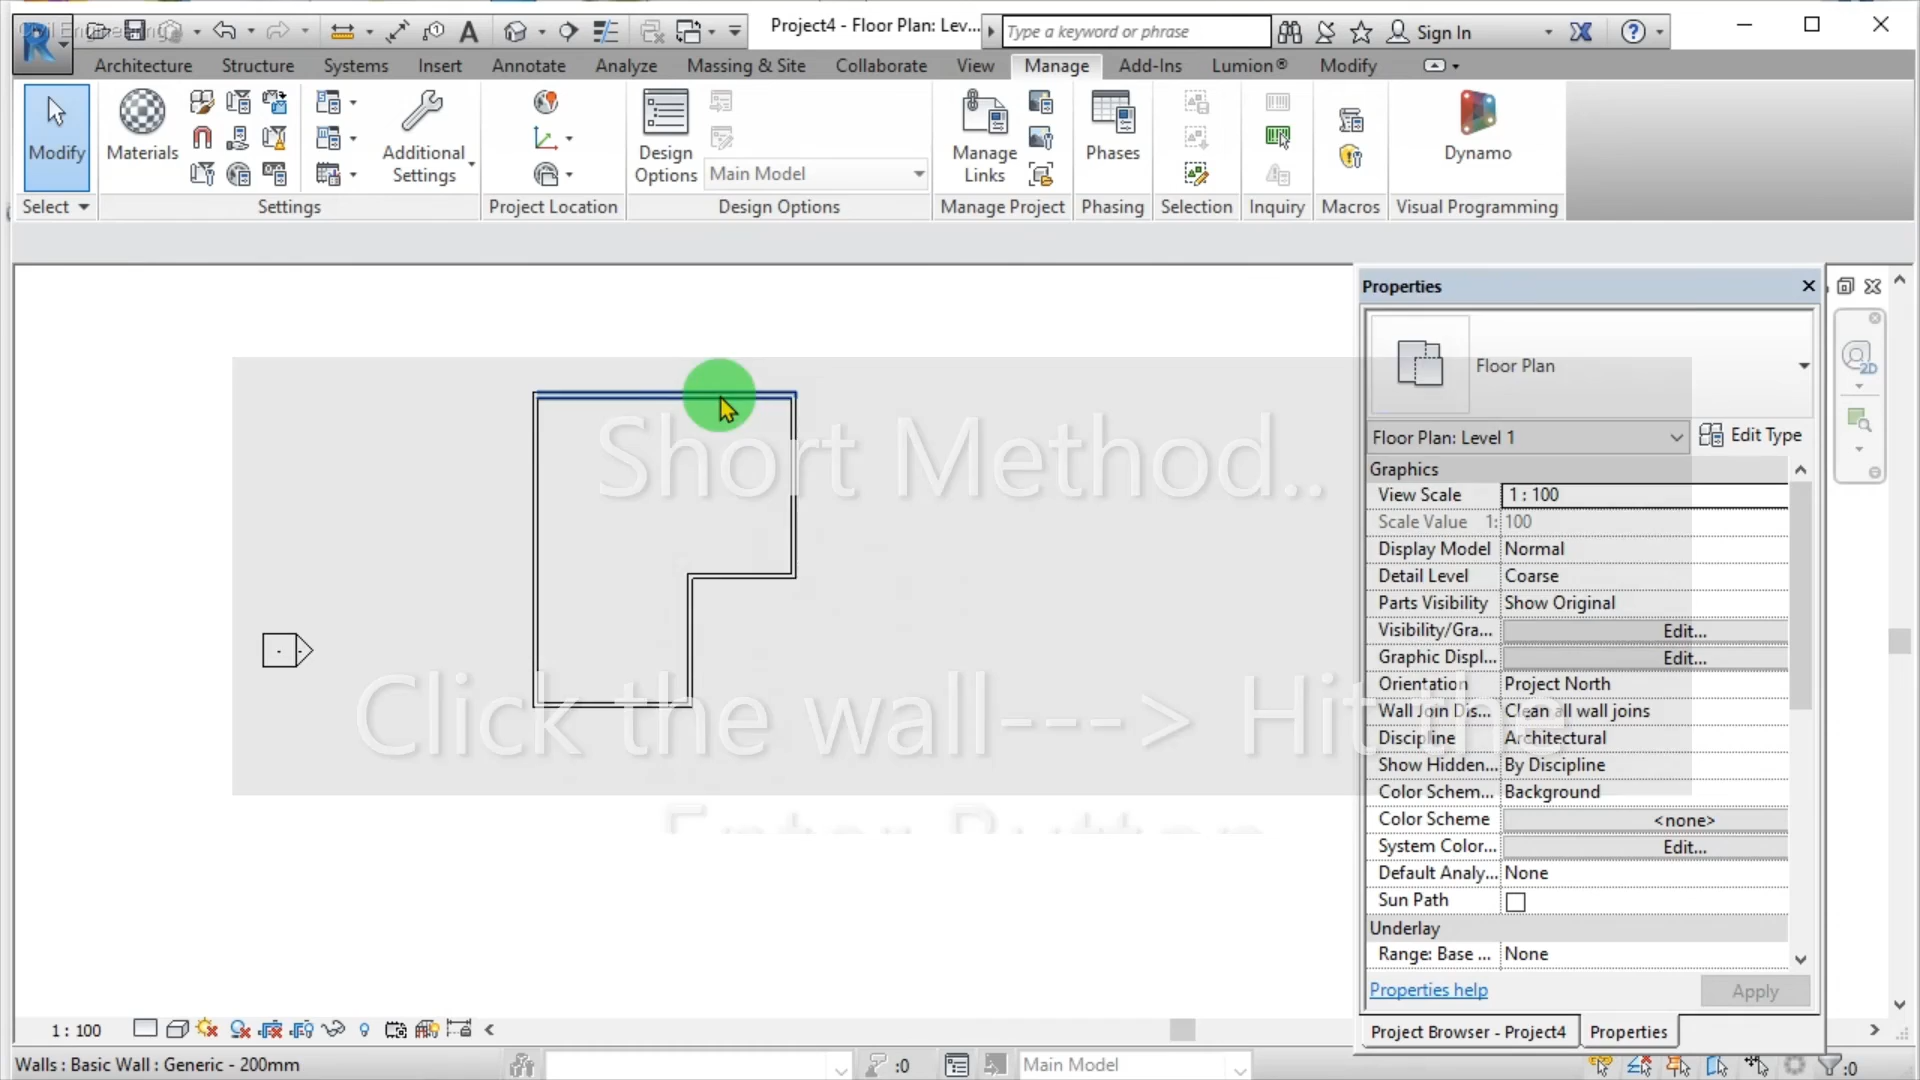 Civil Engineering
Project4 - Floor Plan: Lev...
Type a keyword or phrase
Sign In
Architecture
Structure
Systems
Insert
Annotate
Analyze
Massing & Site
Collaborate
View
Manage
Add-Ins
Lumion®
Modify
Modify
Materials
Additional
Settings
Design
Options
Main Model
Manage
Links
Phases
Dynamo
Select
Settings
Project Location
Design Options
Manage Project
Phasing
Selection
Inquiry
Macros
Visual Programming
Short Method..
Click the wall---> Hit the
Enter Button
Properties
Floor Plan
Floor Plan: Level 1
Edit Type
Graphics
View Scale 1 : 100
Scale Value 1: 100
Display Model Normal
Detail Level Coarse
Parts Visibility Show Original
Visibility/Gra... Edit...
Graphic Displ... Edit...
Orientation Project North
Wall Join Dis... Clean all wall joins
Discipline Architectural
Show Hidden... By Discipline
Color Schem... Background
Color Scheme <none>
System Color... Edit...
Default Analy... None
Sun Path
Underlay
Range: Base ... None
Properties help
Apply
Project Browser - Project4
Properties
1 : 100
Walls : Basic Wall : Generic - 200mm
:0
Main Model
:0
2D